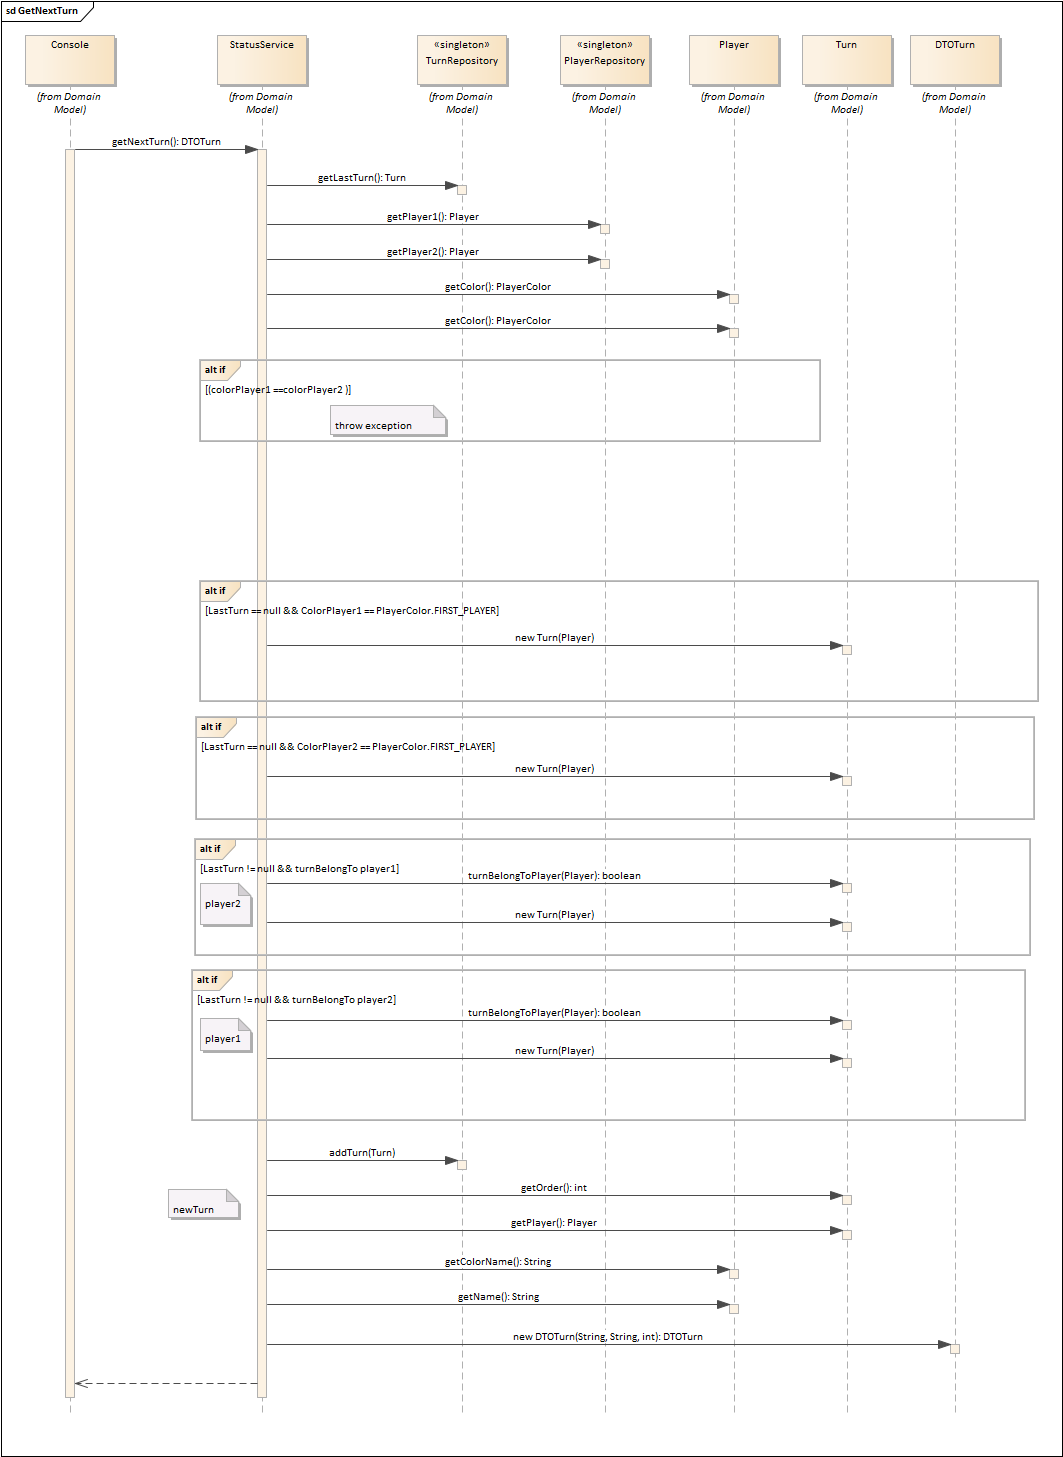 sd GetNextTurn
Console
StatusService
«singleton»
TurnRepository
«singleton»
PlayerRepository
Player
Turn
DTOTurn
(from Domain
Model)
(from Domain
Model)
(from Domain
Model)
(from Domain
Model)
(from Domain
Model)
(from Domain
Model)
(from Domain
Model)
getNextTurn(): DTOTurn
getLastTurn(): Turn
getPlayer1(): Player
getPlayer2(): Player
getColor(): PlayerColor
getColor(): PlayerColor
alt if
[(colorPlayer1 ==colorPlayer2 )]
throw exception
alt if
[LastTurn == null && ColorPlayer1 == PlayerColor.FIRST_PLAYER]
new Turn(Player)
alt if
[LastTurn == null && ColorPlayer2 == PlayerColor.FIRST_PLAYER]
new Turn(Player)
alt if
[LastTurn != null && turnBelongTo player1]
turnBelongToPlayer(Player): boolean
player2
new Turn(Player)
alt if
[LastTurn != null && turnBelongTo player2]
turnBelongToPlayer(Player): boolean
player1
new Turn(Player)
addTurn(Turn)
getOrder(): int
newTurn
getPlayer(): Player
getColorName(): String
getName(): String
new DTOTurn(String, String, int): DTOTurn